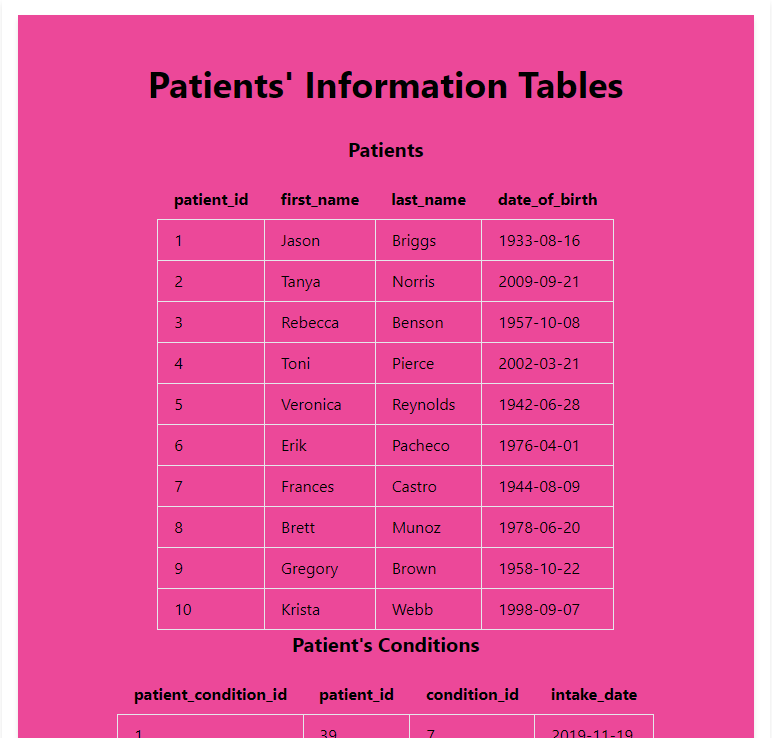 Patients' Information Tables
Patients
patient_id first_name last_name date_of_birth
1 Jason Briggs 1933-08-16
2 Tanya Norris 2009-09-21
3 Rebecca Benson 1957-10-08
4 Toni Pierce 2002-03-21
5 Veronica Reynolds 1942-06-28
6 Erik Pacheco 1976-04-01
7 Frances Castro 1944-08-09
8 Brett Munoz 1978-06-20
9 Gregory Brown 1958-10-22
10 Krista Webb 1998-09-07
Patient's Conditions
patient_condition_id patient_id condition_id intake_date
1 39 7 2019-11-19